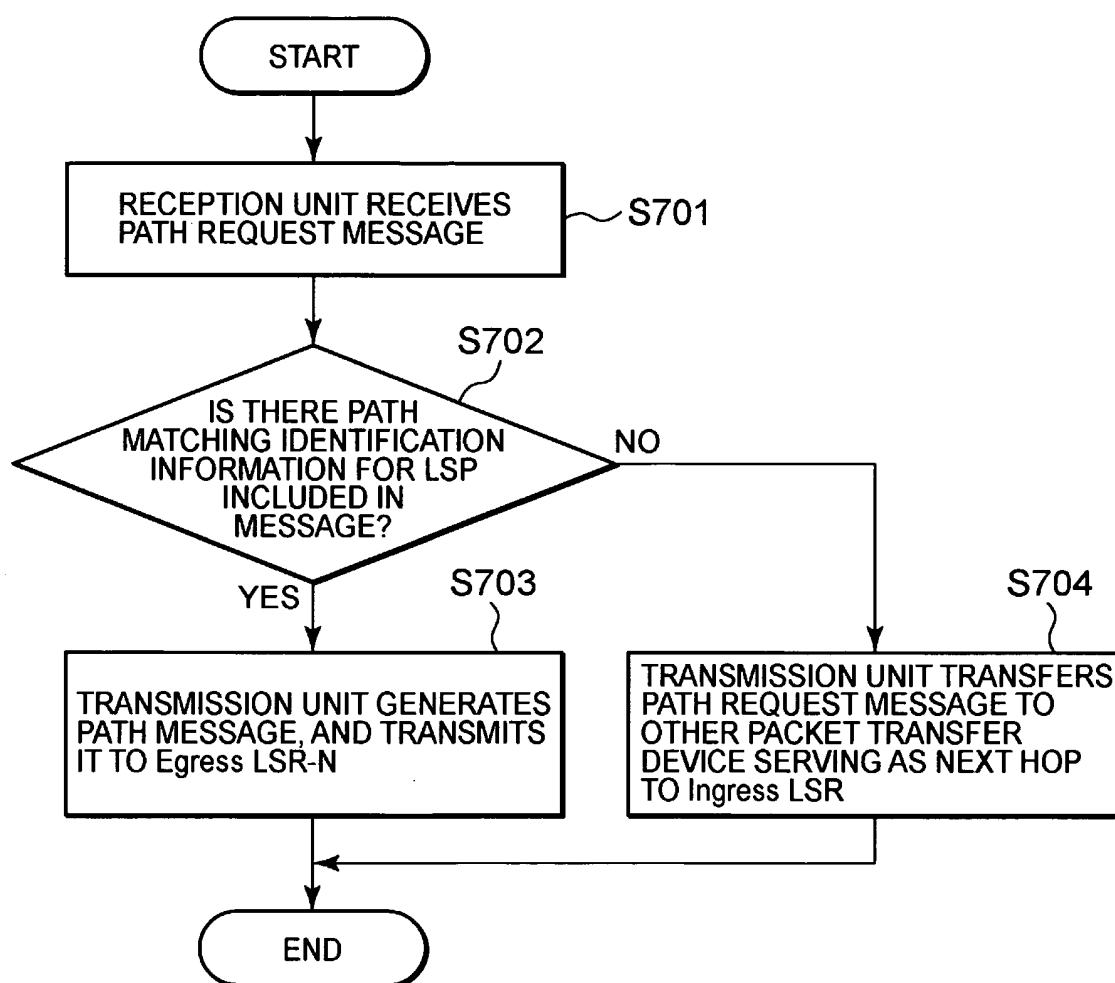 START
RECEPTION UNIT RECEIVES
PATH REQUEST MESSAGE
S701
S702
IS THERE PATH
MATCHING IDENTIFICATION
INFORMATION FOR LSP
INCLUDED IN
MESSAGE?
NO
YES
S703
TRANSMISSION UNIT GENERATES
PATH MESSAGE, AND TRANSMITS
IT TO Egress LSR-N
S704
TRANSMISSION UNIT TRANSFERS
PATH REQUEST MESSAGE TO
OTHER PACKET TRANSFER
DEVICE SERVING AS NEXT HOP
TO Ingress LSR
END